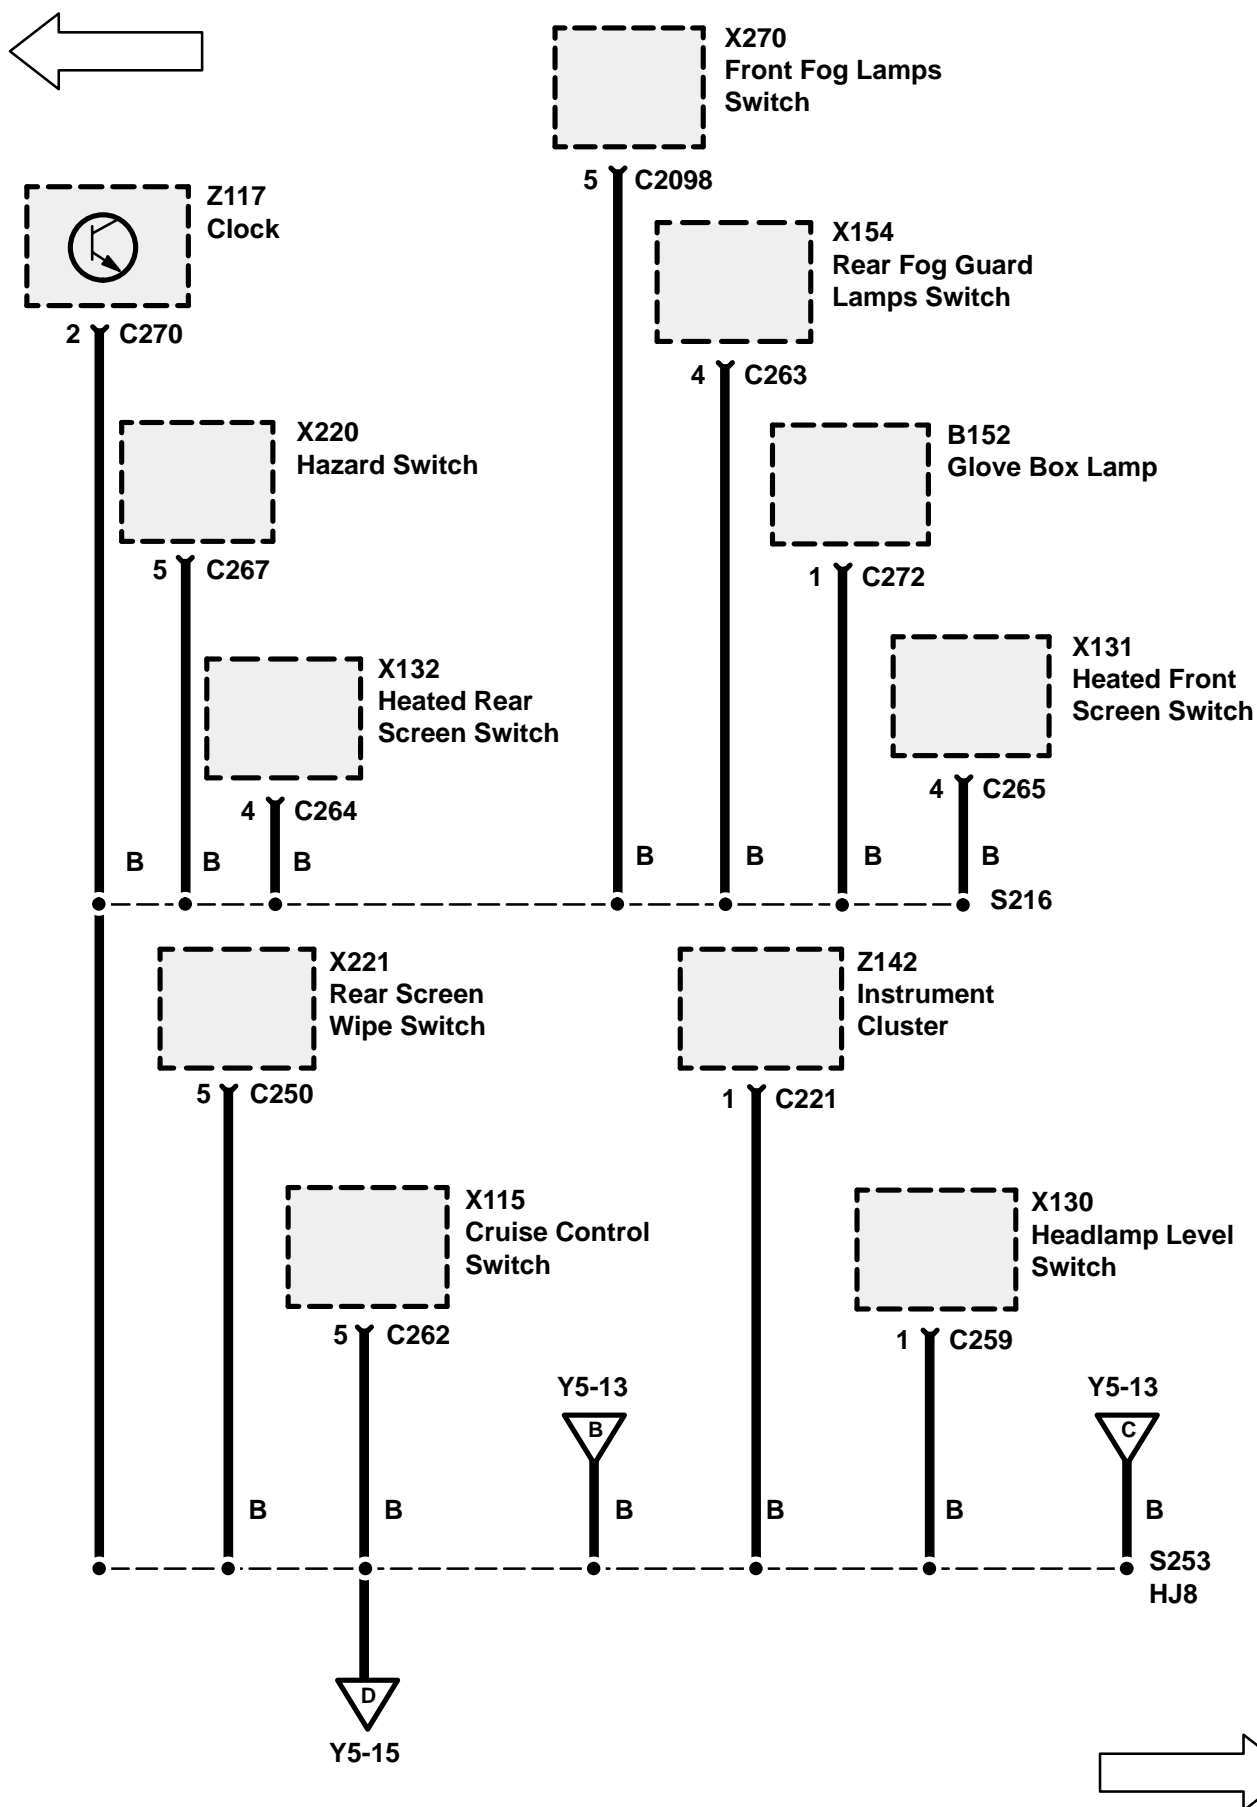 X270
Front Fog Lamps
Switch
5 C2098
Z117
Clock
2 C270
X154
Rear Fog Guard
Lamps Switch
4 C263
X220
Hazard Switch
5 C267
B152
Glove Box Lamp
1 C272
X132
Heated Rear
Screen Switch
4 C264
X131
Heated Front
Screen Switch
4 C265
B B B B B B B
S216
X221
Rear Screen
Wipe Switch
5 C250
Z142
Instrument
Cluster
1 C221
X115
Cruise Control
Switch
5 C262
X130
Headlamp Level
Switch
1 C259
Y5-13
B
Y5-13
C
B B B B B B
S253
HJ8
D
Y5-15